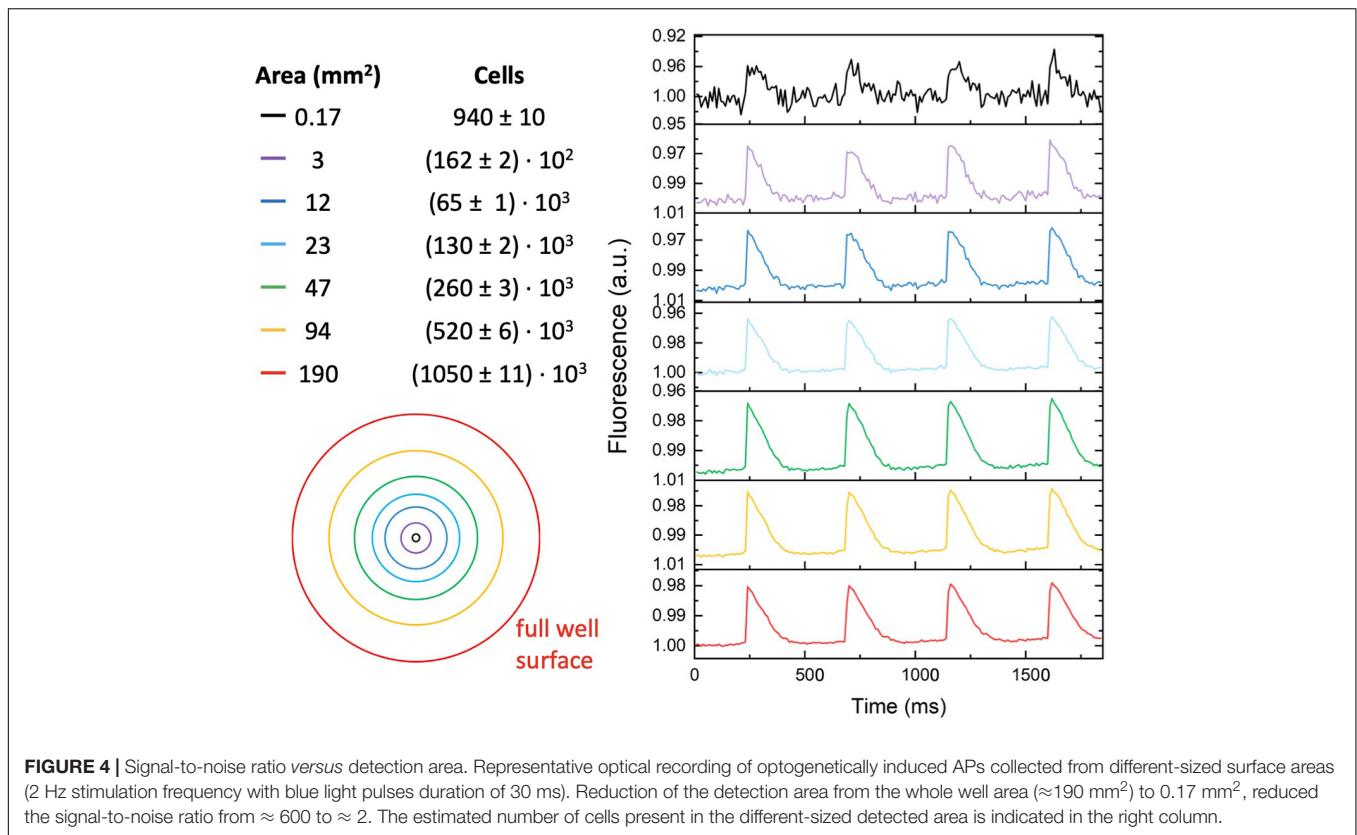 Area (mm²) Cells
0.17 940 ± 10
3 (162 ± 2) · 10²
12 (65 ± 1) · 10³
23 (130 ± 2) · 10³
47 (260 ± 3) · 10³
94 (520 ± 6) · 10³
190 (1050 ± 11) · 10³
full well
surface
Fluorescence (a.u.)
0.92
0.96
1.00
0.95
0.97
0.99
1.01
0.97
0.99
1.01
0.96
0.98
1.00
0.96
0.98
0.99
1.01
0.98
0.99
1.01
0.98
0.99
1.00
0 500 1000 1500
Time (ms)
FIGURE 4 | Signal-to-noise ratio versus detection area. Representative optical recording of optogenetically induced APs collected from different-sized surface areas
(2 Hz stimulation frequency with blue light pulses duration of 30 ms). Reduction of the detection area from the whole well area (≈190 mm²) to 0.17 mm², reduced
the signal-to-noise ratio from ≈ 600 to ≈ 2. The estimated number of cells present in the different-sized detected area is indicated in the right column.